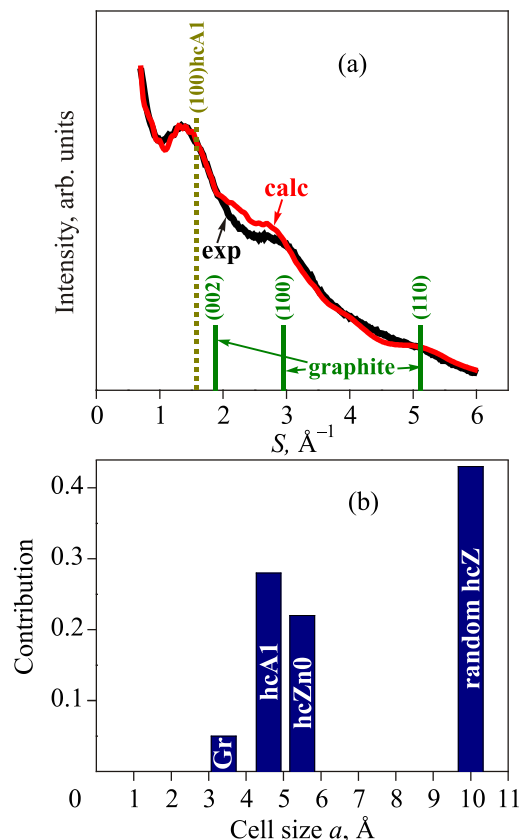 (a)
(100)hcA1
calc
exp
(002)
(100)
(110)
graphite
Intensity, arb. units
0 1 2 3 4 5 6
S, Å⁻¹
(b)
0.4
0.3
0.2
0.1
Contribution
Gr
hcA1
hcZn0
random hcZ
0 1 2 3 4 5 6 7 8 9 10 11
Cell size a, Å